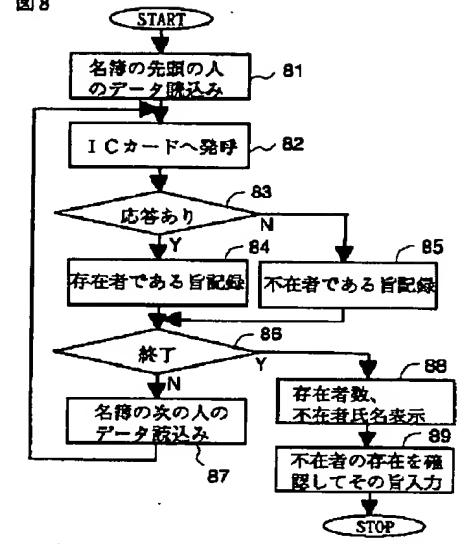 図8
START
名簿の先頭の人
のデータ読込み
81
ICカードへ発呼
82
応答あり
83
N
Y
84
存在者である旨記録
85
不在者である旨記録
86
終了
Y
N
名簿の次の人の
データ読込み
87
88
存在者数、
不在者氏名表示
89
不在者の存在を確
認してその旨入力
STOP